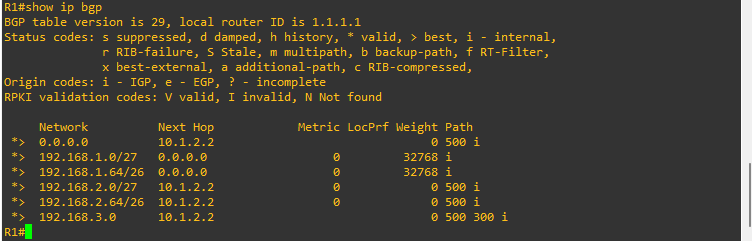 R1#show ip bgp
BGP table version is 29, local router ID is 1.1.1.1
Status codes: s suppressed, d damped, h history, * valid, > best, i - internal,
              r RIB-failure, S Stale, m multipath, b backup-path, f RT-Filter,
              x best-external, a additional-path, c RIB-compressed,
Origin codes: i - IGP, e - EGP, ? - incomplete
RPKI validation codes: V valid, I invalid, N Not found

     Network          Next Hop            Metric LocPrf Weight Path
 *>  0.0.0.0          10.1.2.2                               0 500 i
 *>  192.168.1.0/27   0.0.0.0                  0         32768 i
 *>  192.168.1.64/26  0.0.0.0                  0         32768 i
 *>  192.168.2.0/27   10.1.2.2                 0             0 500 i
 *>  192.168.2.64/26  10.1.2.2                 0             0 500 i
 *>  192.168.3.0      10.1.2.2                               0 500 300 i
R1#